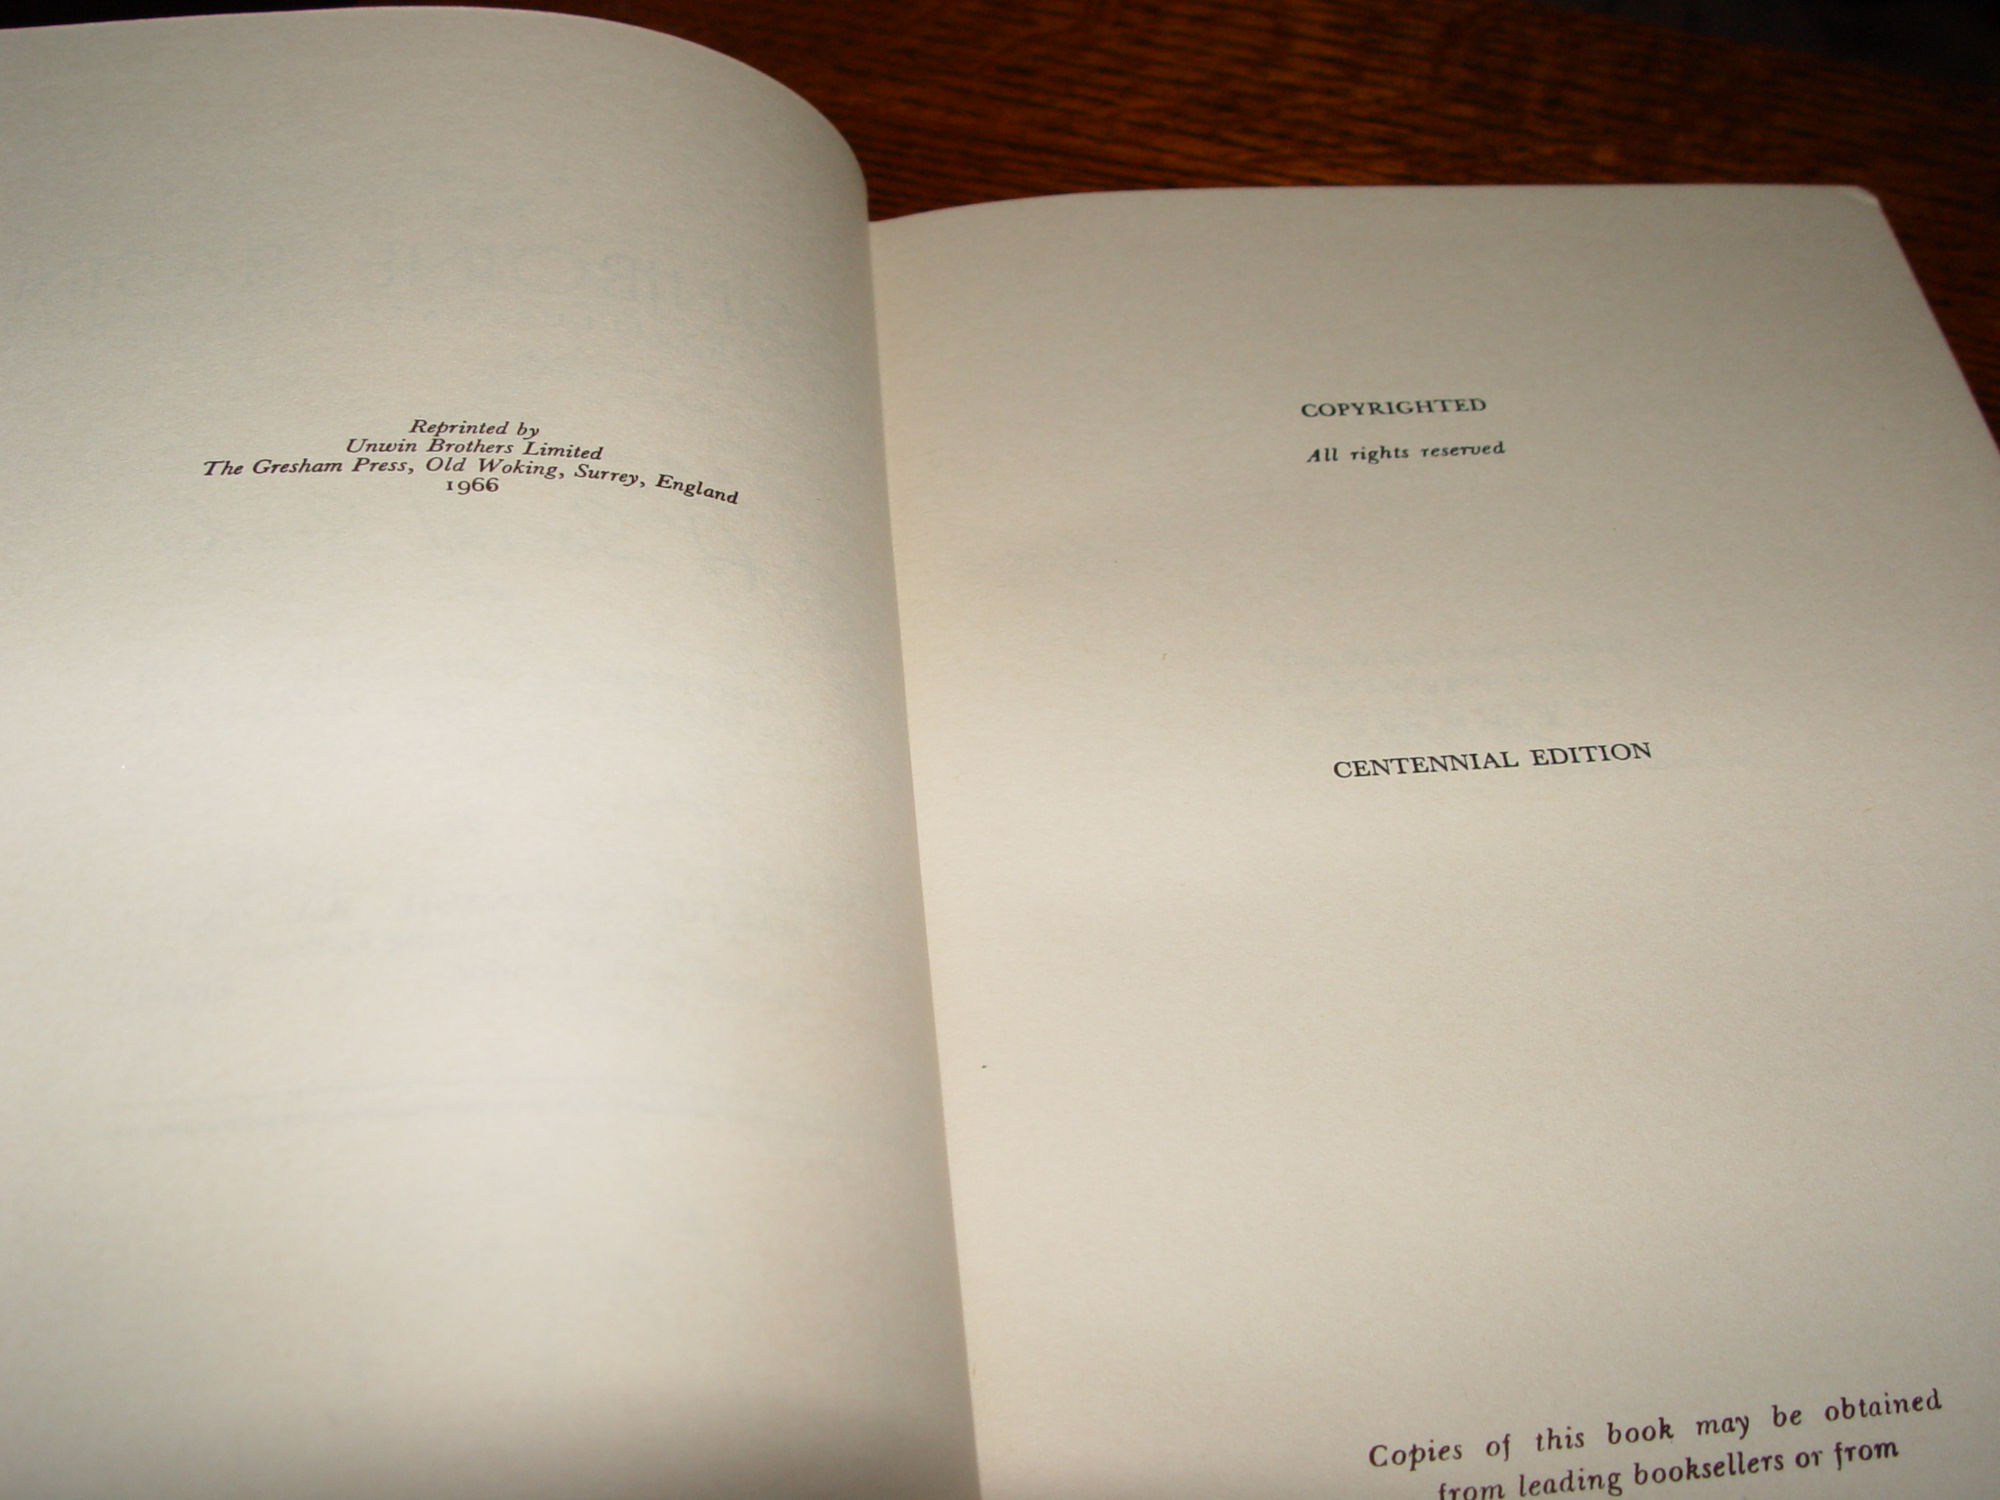 Reprinted by
Unwin Brothers Limited
The Gresham Press, Old Woking, Surrey, England
1966
COPYRIGHTED
All rights reserved
CENTENNIAL EDITION
Copies of this book may be obtained
from leading booksellers or from